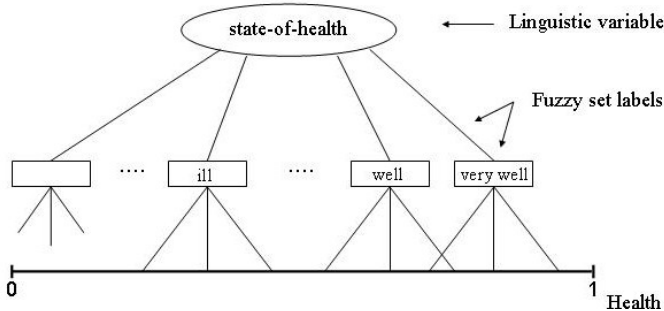 state-of-health
Linguistic variable
Fuzzy set labels
....
ill
....
well
very well
0
1
Health